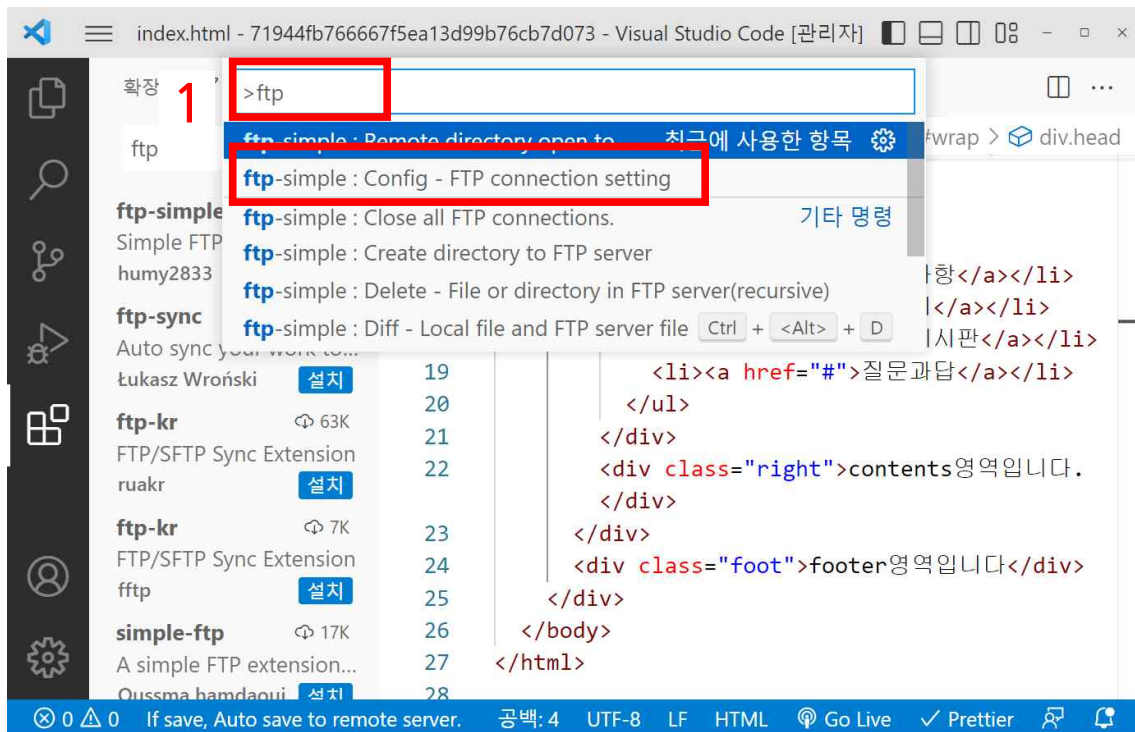 index.html - 71944fb766667f5ea13d99b76cb7d073 - Visual Studio Code [관리자]
확장
1
>ftp
ftp
ftp-simple : Remote directory open to 최근에 사용한 항목
#wrap > div.head
ftp-simple : Config - FTP connection setting
ftp-simple : Close all FTP connections. 기타 명령
ftp-simple : Create directory to FTP server
ftp-simple : Delete - File or directory in FTP server(recursive)
ftp-simple : Diff - Local file and FTP server file Ctrl + <Alt> + D
ftp-simple
Simple FTP
humy2833
ftp-sync
Auto sync your work to...
Łukasz Wroński 설치
ftp-kr 63K
FTP/SFTP Sync Extension
ruakr 설치
ftp-kr 7K
FTP/SFTP Sync Extension
fftp 설치
simple-ftp 17K
A simple FTP extension...
Oussma hamdaoui 설치
항</a></li>
</a></li>
시판</a></li>
19 <li><a href="#">질문과답</a></li>
20 </ul>
21 </div>
22 <div class="right">contents영역입니다.
</div>
23 </div>
24 <div class="foot">footer영역입니다</div>
25 </div>
26 </body>
27 </html>
28
0 0 If save, Auto save to remote server. 공백: 4 UTF-8 LF HTML Go Live Prettier